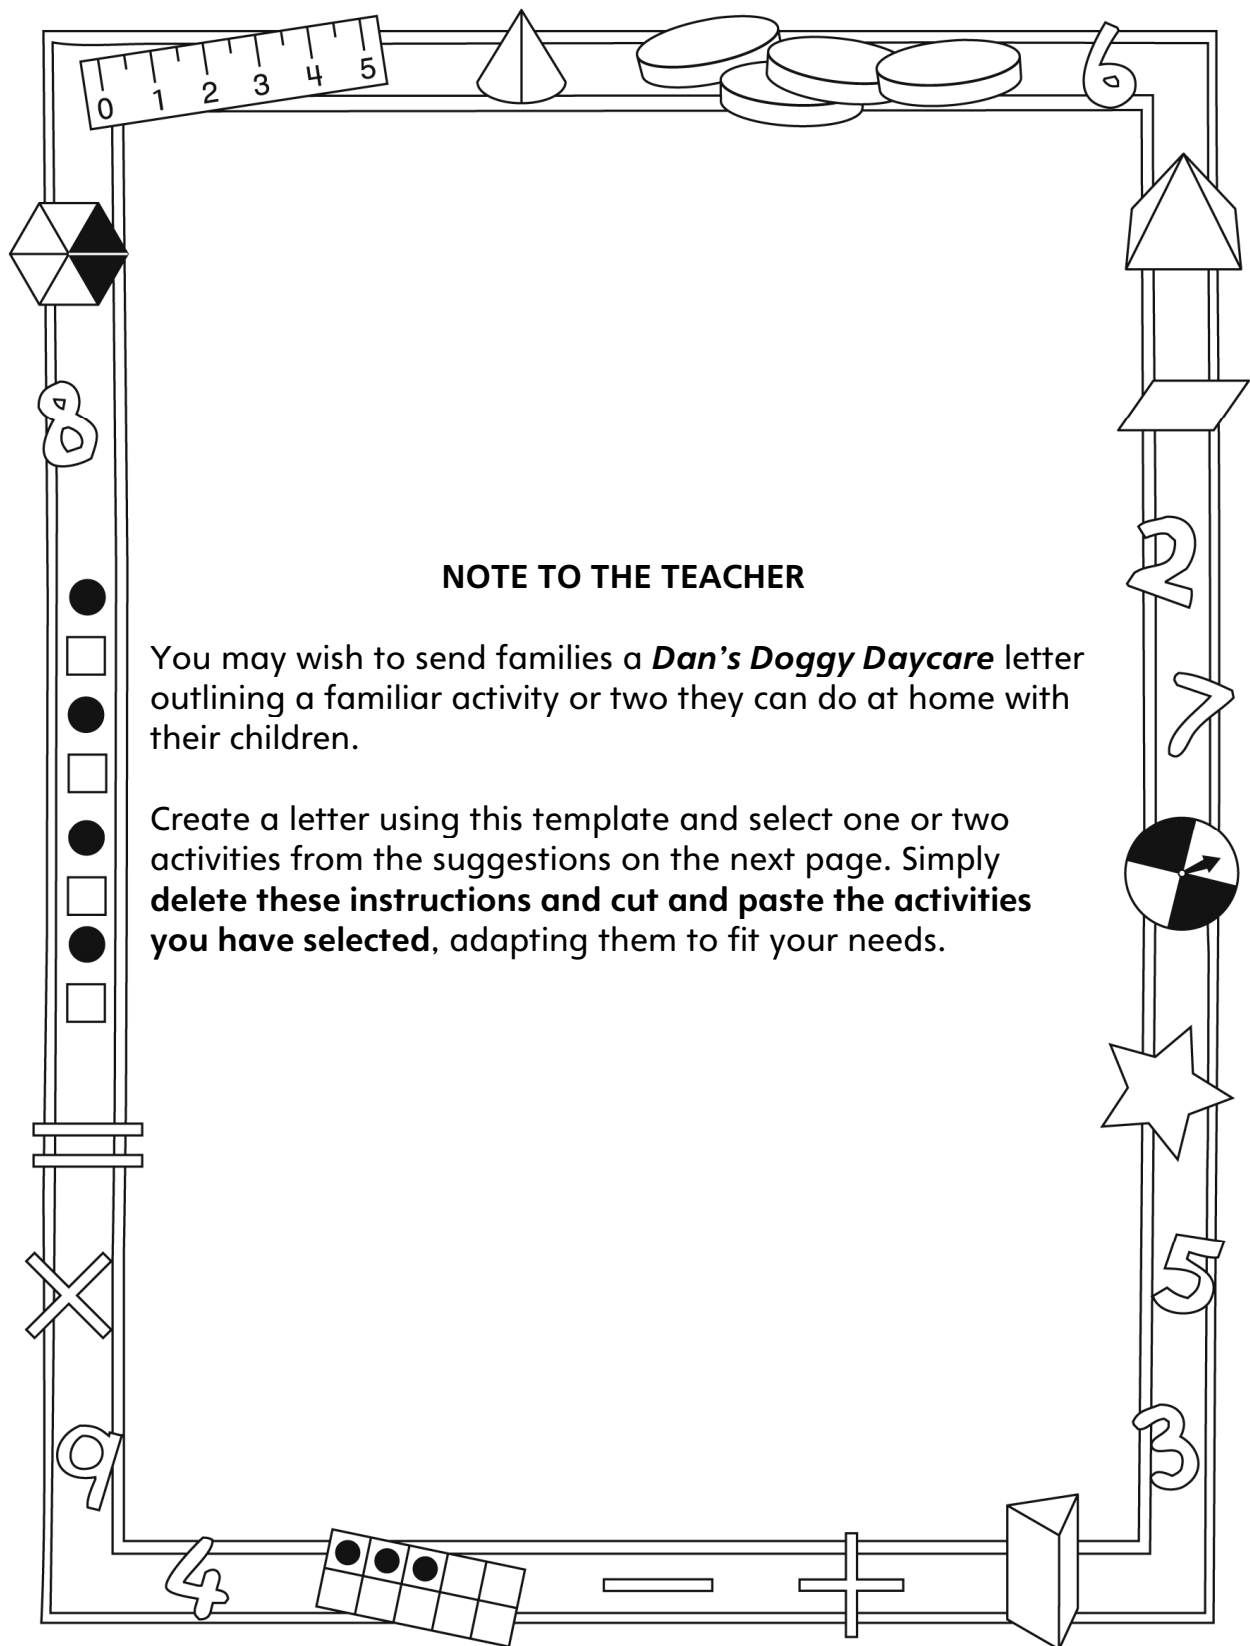 0 1 2 3 4 5
6
8
NOTE TO THE TEACHER
2
You may wish to send families a Dan’s Doggy Daycare letter
outlining a familiar activity or two they can do at home with
their children.
7
Create a letter using this template and select one or two
activities from the suggestions on the next page. Simply
delete these instructions and cut and paste the activities
you have selected, adapting them to fit your needs.
=
5
×
3
9
4
−
+